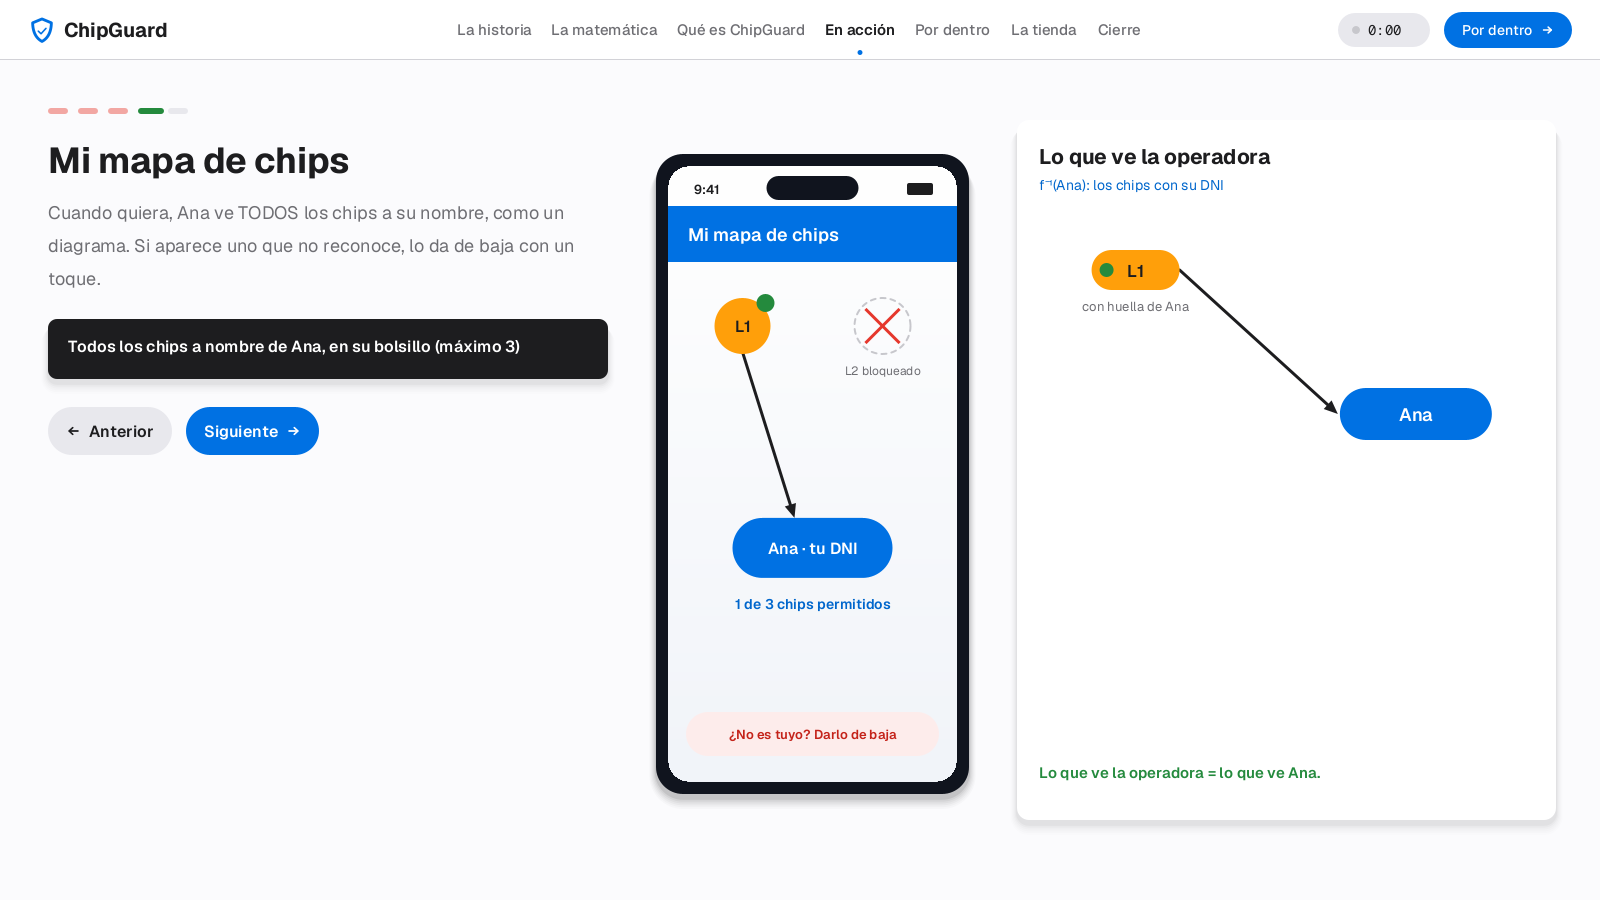 ChipGuard
La historia
La matemática
Qué es ChipGuard
En acción
Por dentro
La tienda
Cierre
0:00
Por dentro →
Mi mapa de chips
Cuando quiera, Ana ve TODOS los chips a su nombre, como un
diagrama. Si aparece uno que no reconoce, lo da de baja con un
toque.
Todos los chips a nombre de Ana, en su bolsillo (máximo 3)
← Anterior
Siguiente →
9:41
Mi mapa de chips
L1
L2 bloqueado
Ana · tu DNI
1 de 3 chips permitidos
¿No es tuyo? Darlo de baja
Lo que ve la operadora
f⁻¹(Ana): los chips con su DNI
L1
con huella de Ana
Ana
Lo que ve la operadora = lo que ve Ana.